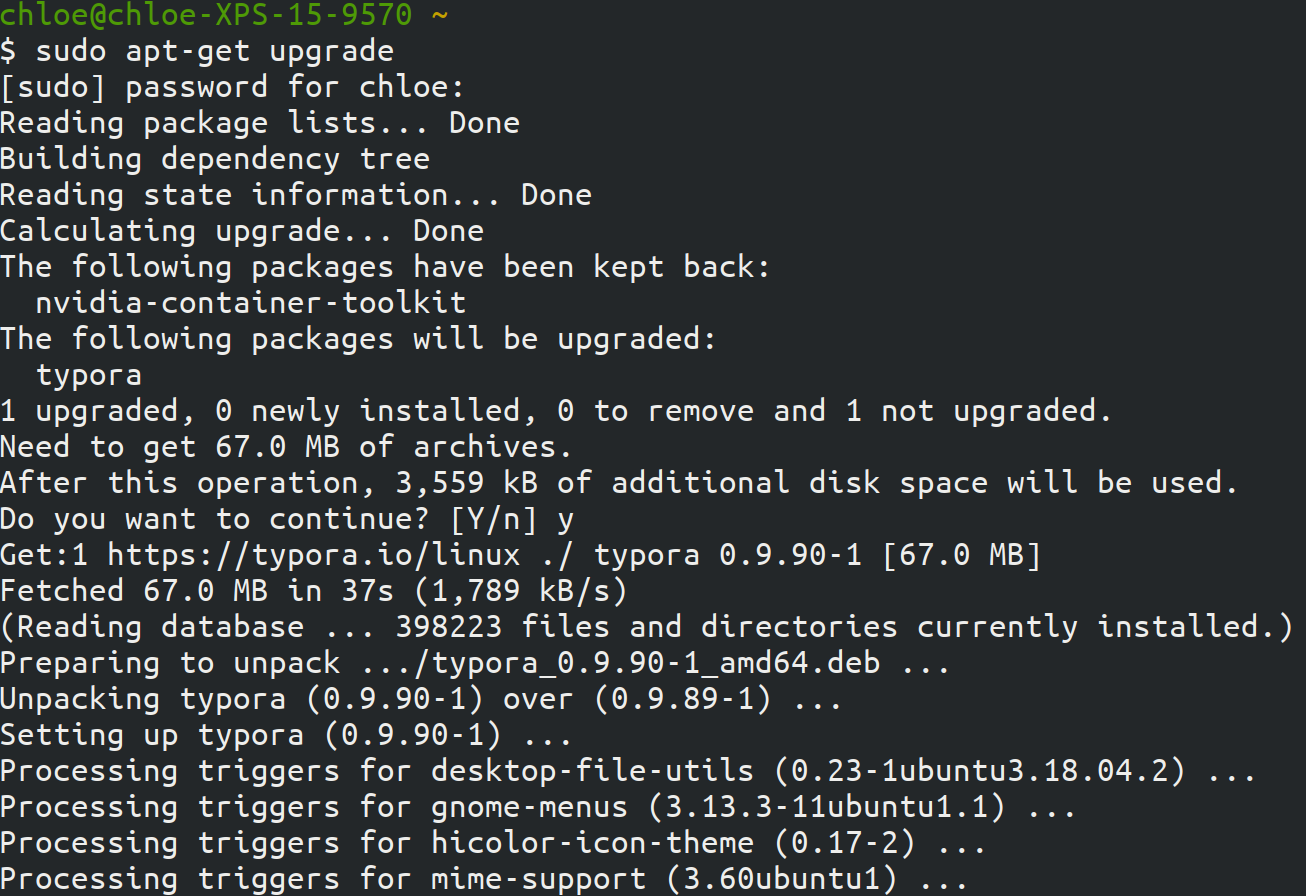 chloe@chloe-XPS-15-9570 ~
$ sudo apt-get upgrade
[sudo] password for chloe:
Reading package lists... Done
Building dependency tree
Reading state information... Done
Calculating upgrade... Done
The following packages have been kept back:
  nvidia-container-toolkit
The following packages will be upgraded:
  typora
1 upgraded, 0 newly installed, 0 to remove and 1 not upgraded.
Need to get 67.0 MB of archives.
After this operation, 3,559 kB of additional disk space will be used.
Do you want to continue? [Y/n] y
Get:1 https://typora.io/linux ./ typora 0.9.90-1 [67.0 MB]
Fetched 67.0 MB in 37s (1,789 kB/s)
(Reading database ... 398223 files and directories currently installed.)
Preparing to unpack .../typora_0.9.90-1_amd64.deb ...
Unpacking typora (0.9.90-1) over (0.9.89-1) ...
Setting up typora (0.9.90-1) ...
Processing triggers for desktop-file-utils (0.23-1ubuntu3.18.04.2) ...
Processing triggers for gnome-menus (3.13.3-11ubuntu1.1) ...
Processing triggers for hicolor-icon-theme (0.17-2) ...
Processing triggers for mime-support (3.60ubuntu1) ...